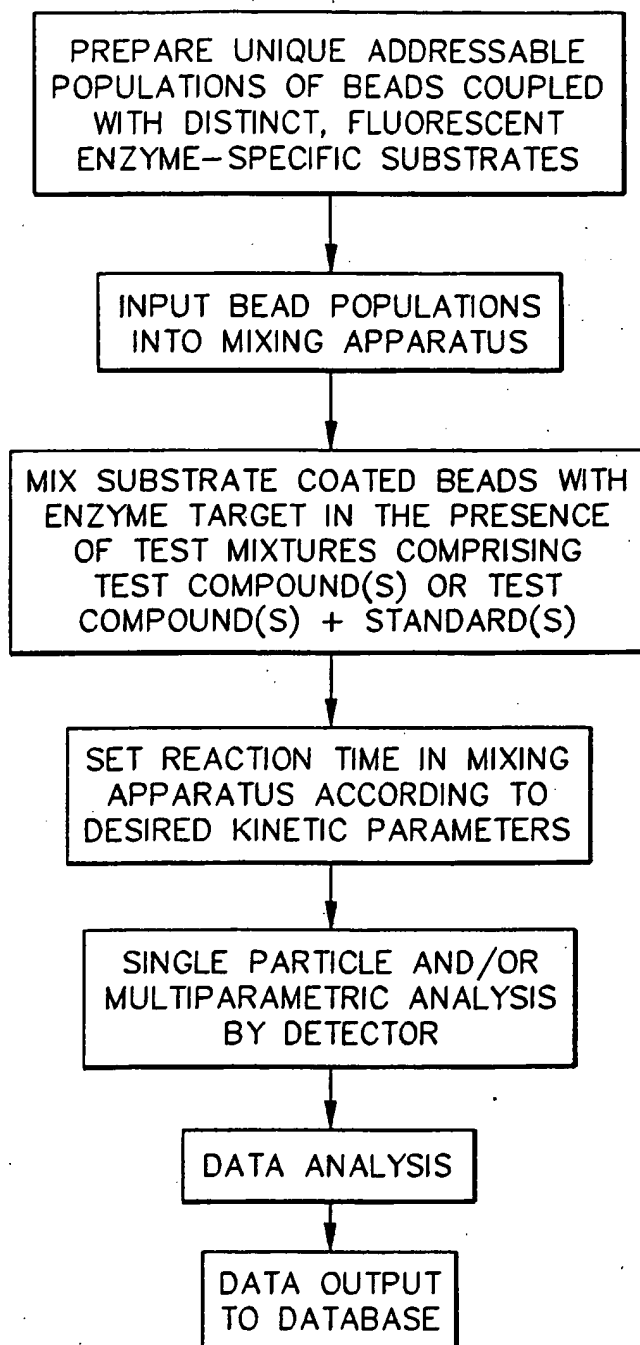 PREPARE UNIQUE ADDRESSABLE
POPULATIONS OF BEADS COUPLED
WITH DISTINCT, FLUORESCENT
ENZYME-SPECIFIC SUBSTRATES
INPUT BEAD POPULATIONS
INTO MIXING APPARATUS
MIX SUBSTRATE COATED BEADS WITH
ENZYME TARGET IN THE PRESENCE
OF TEST MIXTURES COMPRISING
TEST COMPOUND(S) OR TEST
COMPOUND(S) + STANDARD(S)
SET REACTION TIME IN MIXING
APPARATUS ACCORDING TO
DESIRED KINETIC PARAMETERS
SINGLE PARTICLE AND/OR
MULTIPARAMETRIC ANALYSIS
BY DETECTOR
DATA ANALYSIS
DATA OUTPUT
TO DATABASE